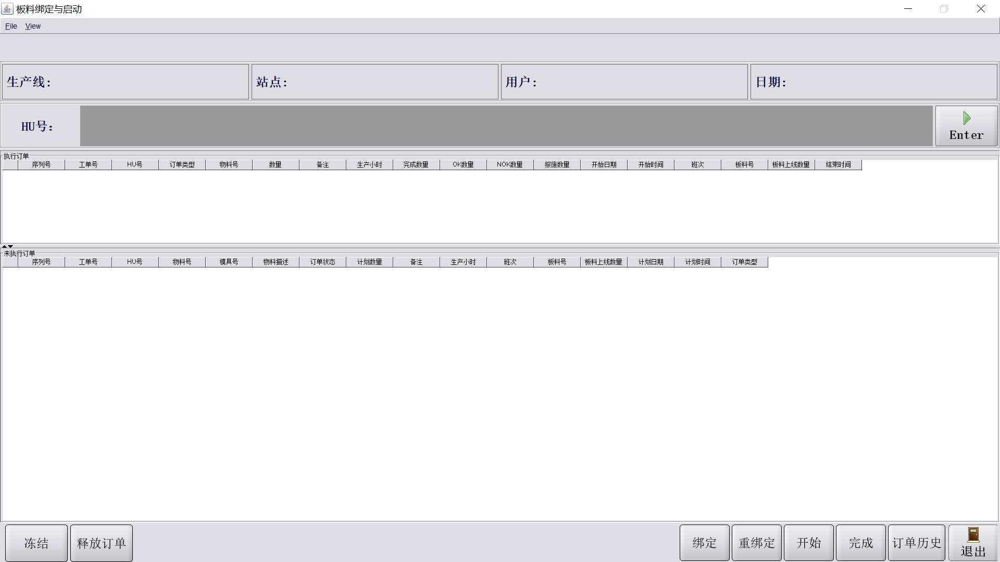 板料绑定与启动
File View
生产线: 站点: 用户: 日期:
HU号: Enter
执行订单
序列号 工单号 HU号 订单类型 物料号 数量 备注 生产小时 完成数量 OK数量 NOK数量 报废数量 开始日期 开始时间 班次 板料号 板料上线数量 结束时间
未执行订单
序列号 工单号 HU号 物料号 模具号 物料描述 订单状态 计划数量 备注 生产小时 班次 板料号 板料上线数量 计划日期 计划时间 订单类型
冻结 释放订单 绑定 重绑定 开始 完成 订单历史 退出